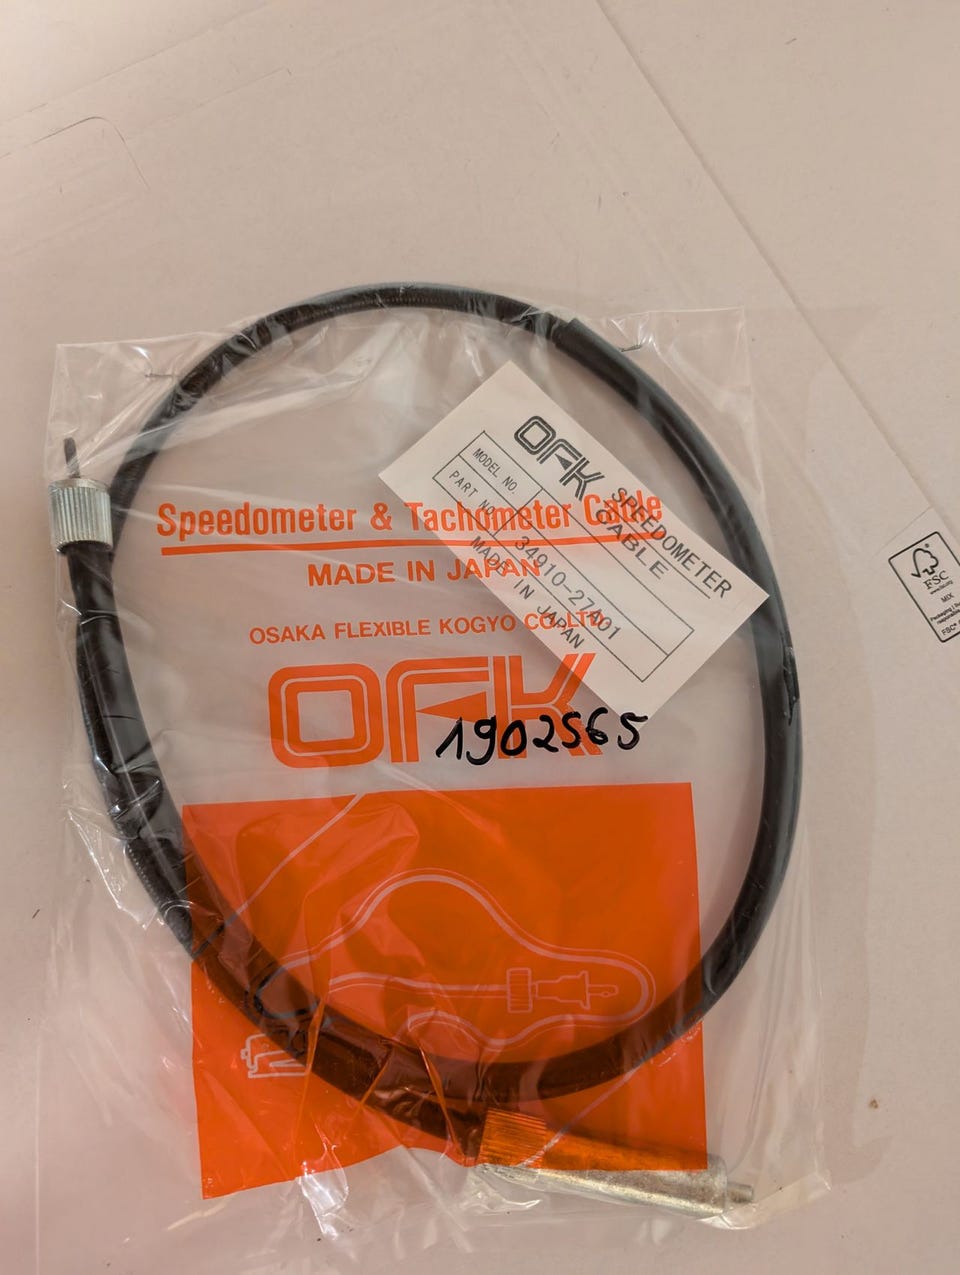 OFK
SPEEDOMETER
CABLE
MODEL NO.
PART NO. 34910-27A01
MADE IN JAPAN
Speedometer & Tachometer Cable
MADE IN JAPAN
OSAKA FLEXIBLE KOGYO CO.,LTD.
OFK
1902565
FSC
MIX